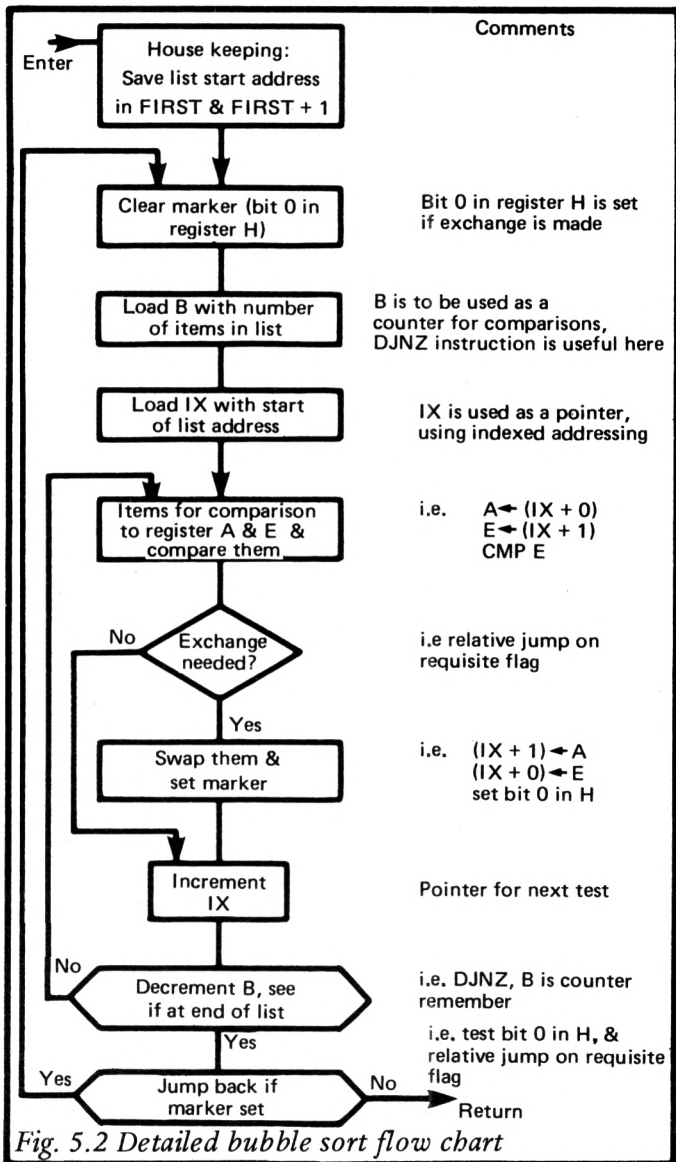 Comments
Enter
House keeping:
Save list start address
in FIRST & FIRST + 1
Clear marker (bit 0 in
register H)
Bit 0 in register H is set
if exchange is made
Load B with number
of items in list
B is to be used as a
counter for comparisons,
DJNZ instruction is useful here
Load IX with start
of list address
IX is used as a pointer,
using indexed addressing
Items for comparison
to register A & E &
compare them
i.e. A← (IX + 0)
E← (IX + 1)
CMP E
No
Exchange
needed?
i.e relative jump on
requisite flag
Yes
Swap them &
set marker
i.e. (IX + 1)← A
(IX + 0)← E
set bit 0 in H
Increment
IX
Pointer for next test
No
Decrement B, see
if at end of list
i.e. DJNZ, B is counter
remember
Yes
i.e. test bit 0 in H, &
relative jump on requisite
flag
Yes
Jump back if
marker set
No
Return
Fig. 5.2 Detailed bubble sort flow chart